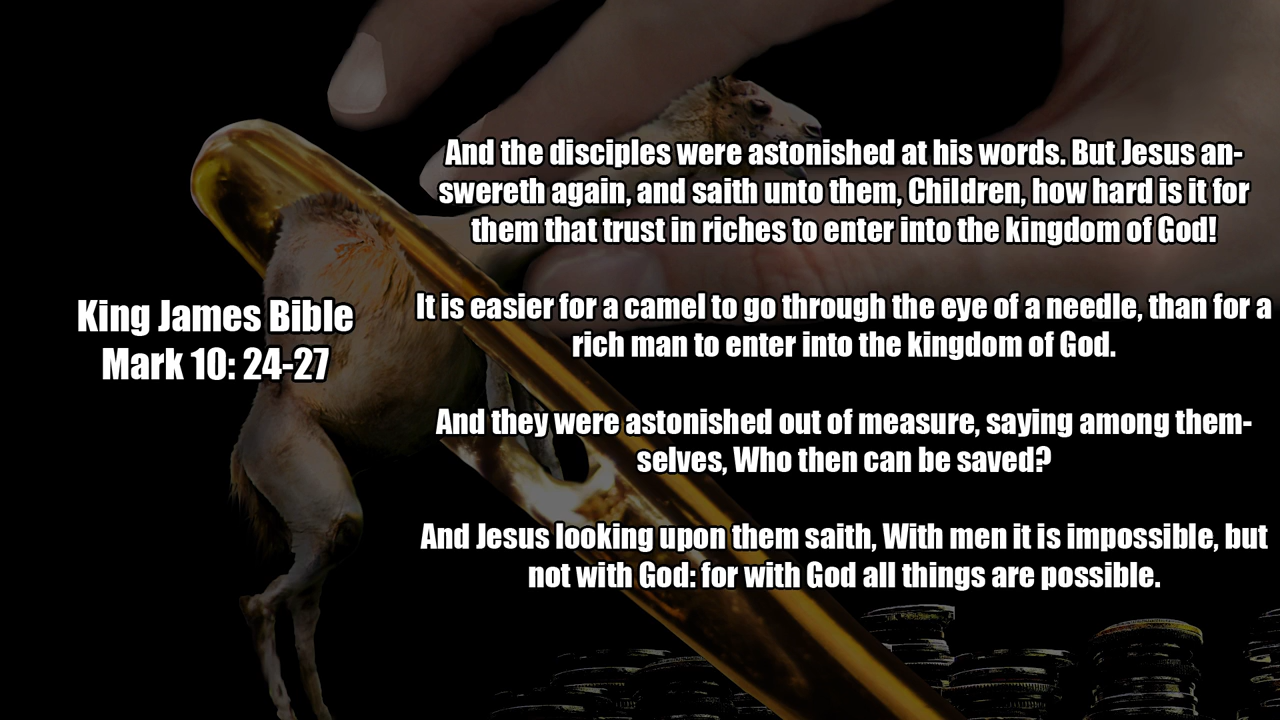 King James Bible
Mark 10: 24-27
And the disciples were astonished at his words. But Jesus an-
swereth again, and saith unto them, Children, how hard is it for
them that trust in riches to enter into the kingdom of God!
It is easier for a camel to go through the eye of a needle, than for a
rich man to enter into the kingdom of God.
And they were astonished out of measure, saying among them-
selves, Who then can be saved?
And Jesus looking upon them saith, With men it is impossible, but
not with God: for with God all things are possible.